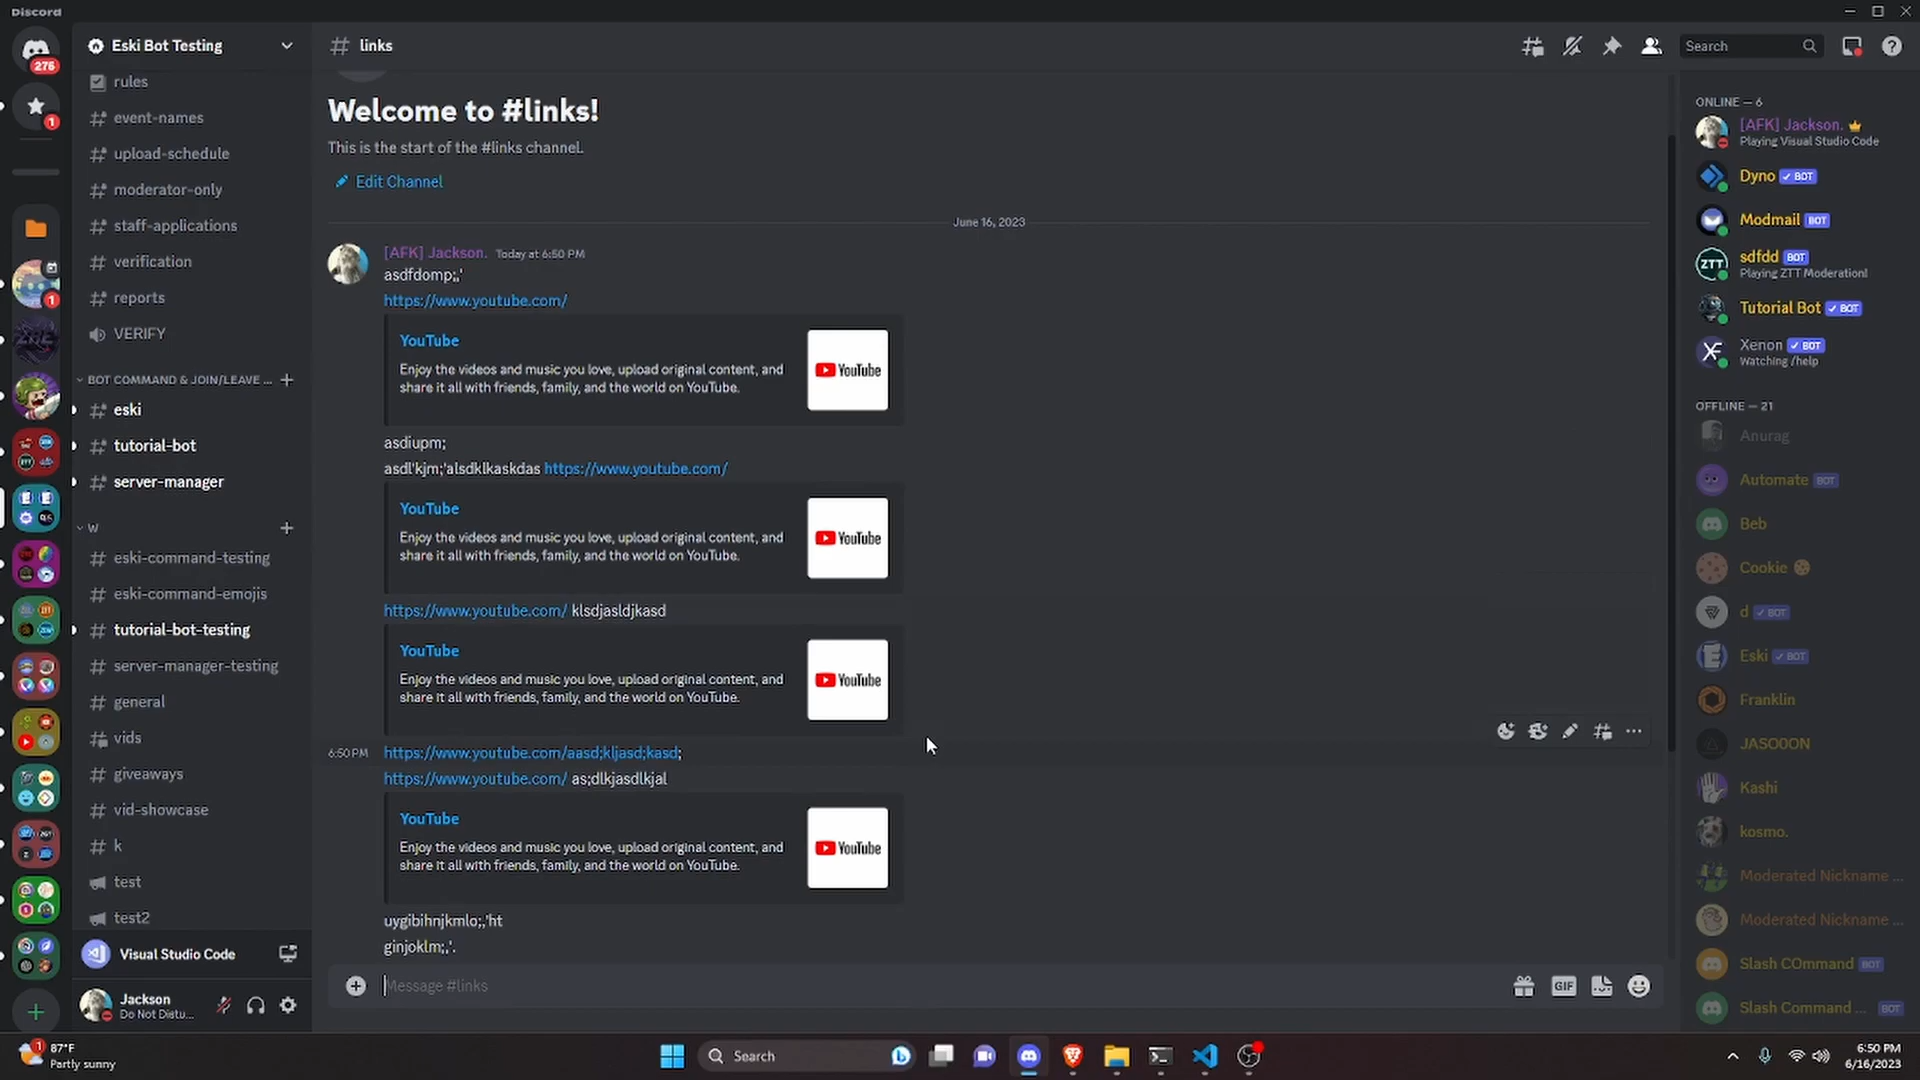 Discord
275
1
1
Eski Bot Testing
rules
event-names
upload-schedule
moderator-only
staff-applications
verification
reports
VERIFY
BOT COMMAND & JOIN/LEAVE ...
eski
tutorial-bot
server-manager
W
eski-command-testing
eski-command-emojis
tutorial-bot-testing
server-manager-testing
general
vids
giveaways
vid-showcase
k
test
test2
Visual Studio Code
Jackson
Do Not Distu...
links
Search
Welcome to #links!
This is the start of the #links channel.
Edit Channel
June 16, 2023
[AFK] Jackson. Today at 6:50 PM
asdfdomp;,'
https://www.youtube.com/
YouTube
Enjoy the videos and music you love, upload original content, and
share it all with friends, family, and the world on YouTube.
YouTube
asdiupm;
asdl'kjm;'alsdklkaskdas https://www.youtube.com/
YouTube
Enjoy the videos and music you love, upload original content, and
share it all with friends, family, and the world on YouTube.
YouTube
https://www.youtube.com/ klsdjasldjkasd
YouTube
Enjoy the videos and music you love, upload original content, and
share it all with friends, family, and the world on YouTube.
YouTube
6:50 PM https://www.youtube.com/aasd;kljasd;kasd;
https://www.youtube.com/ as;dlkjasdlkjal
YouTube
Enjoy the videos and music you love, upload original content, and
share it all with friends, family, and the world on YouTube.
YouTube
uygibihnjkmlo;,'ht
ginjoklm;,'.
Message #links
GIF
ONLINE — 6
[AFK] Jackson.
Playing Visual Studio Code
Dyno BOT
Modmail BOT
ZTT
sdfdd BOT
Playing ZTT Moderation!
Tutorial Bot BOT
Xenon BOT
Watching /help
OFFLINE — 21
Anurag
Automate BOT
Beb
Cookie
d BOT
Eski BOT
Franklin
JASO0ON
Kashi
kosmo.
Moderated Nickname ...
Moderated Nickname ...
Slash COmmand BOT
Slash Command ... BOT
1
87°F
Partly sunny
Search
6:50 PM
6/16/2023